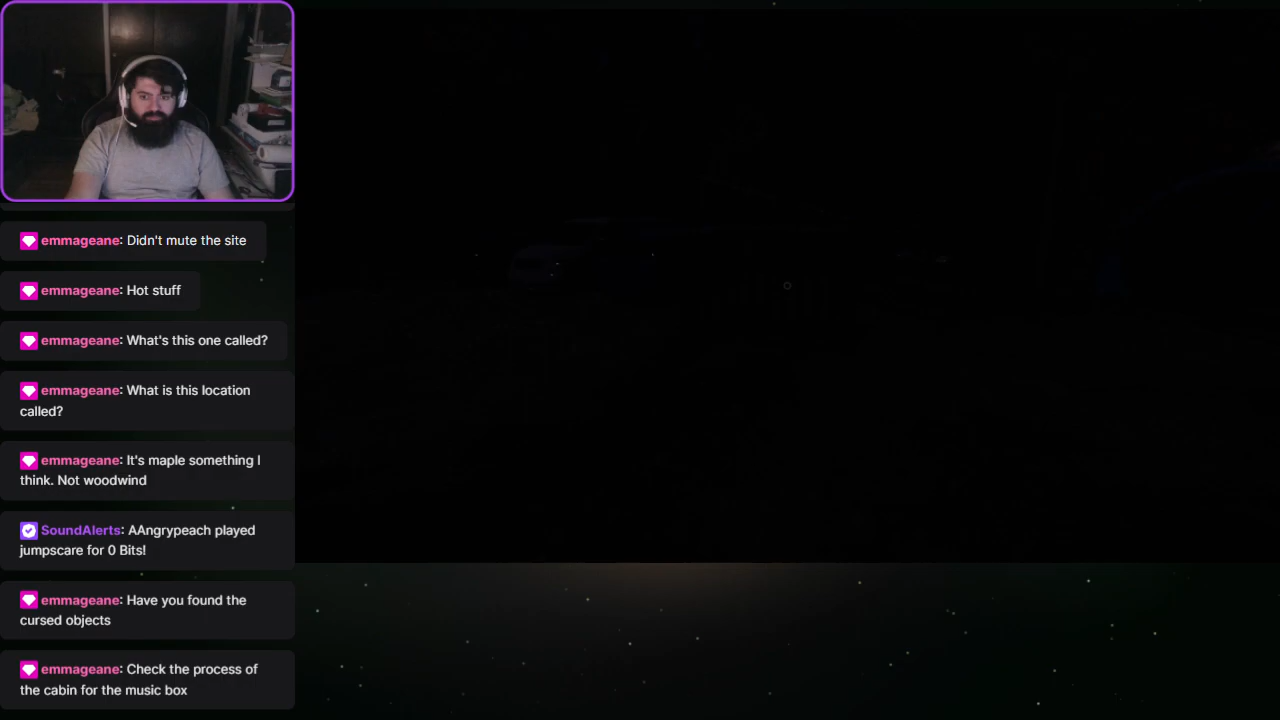 emmageane: Didn't mute the site
emmageane: Hot stuff
emmageane: What's this one called?
emmageane: What is this location
called?
emmageane: It's maple something I
think. Not woodwind
SoundAlerts: AAngrypeach played
jumpscare for 0 Bits!
emmageane: Have you found the
cursed objects
emmageane: Check the process of
the cabin for the music box